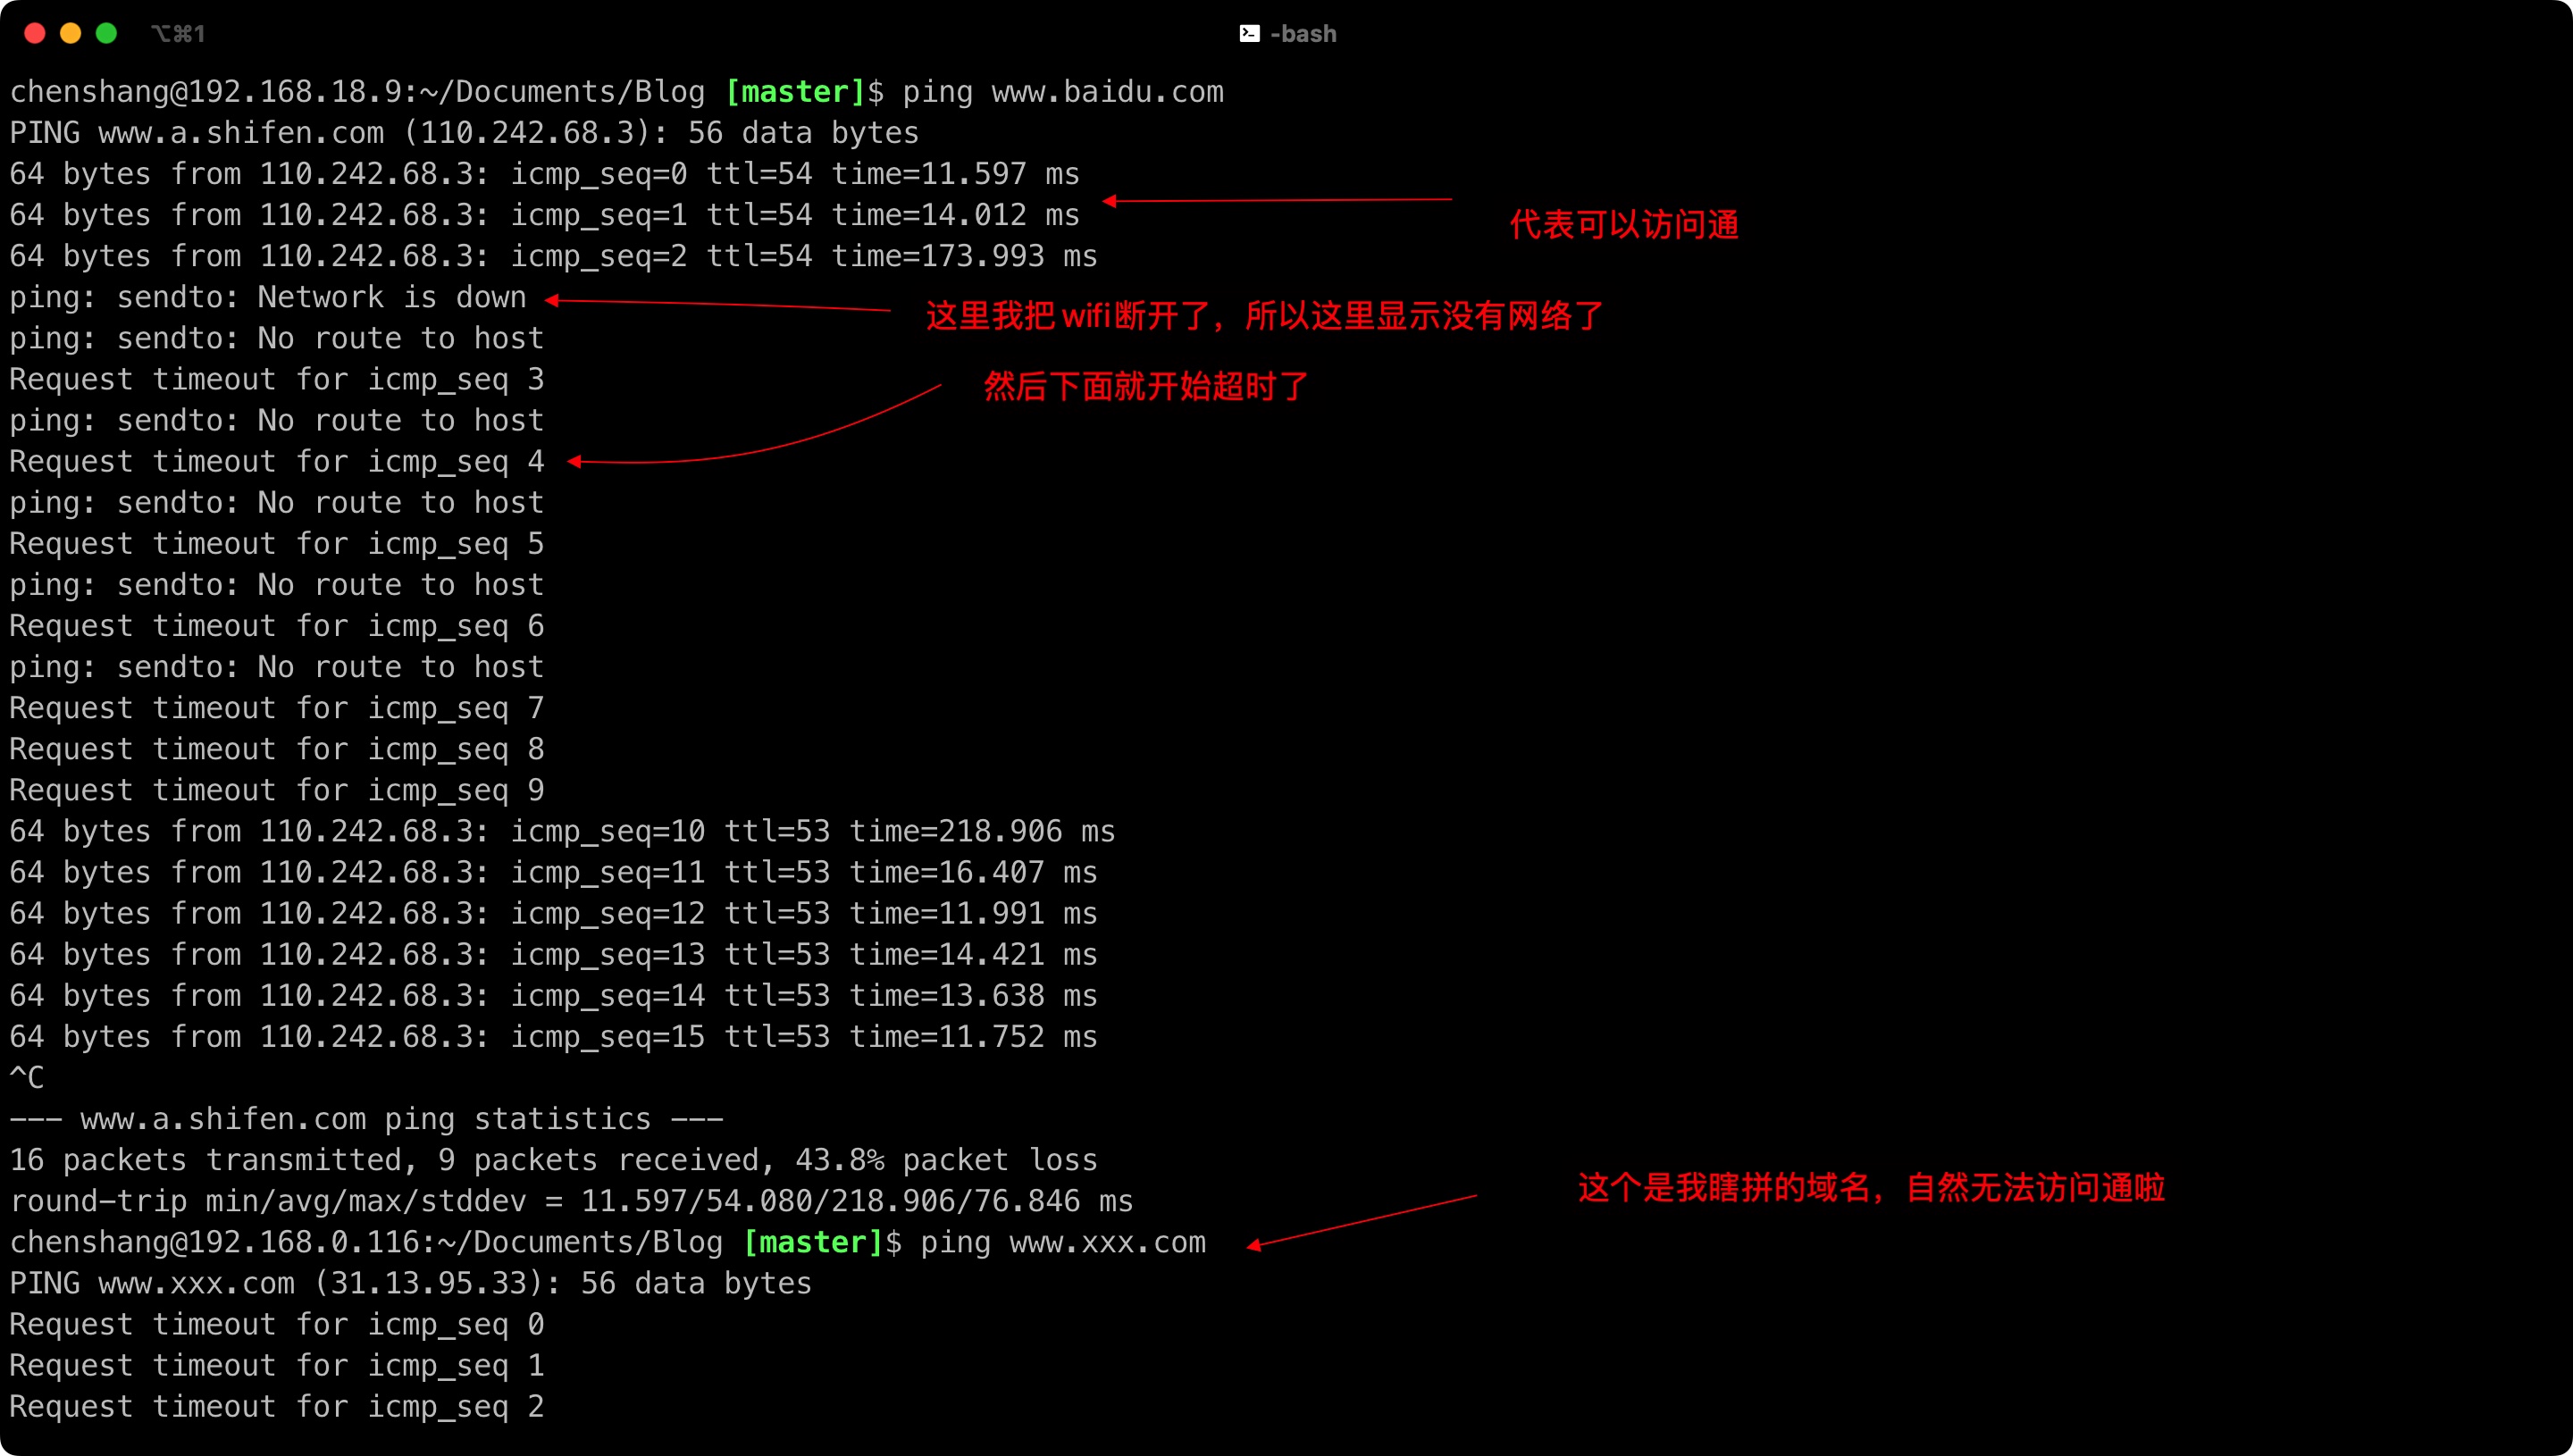 ⌥⌘1
-bash
chenshang@192.168.18.9:~/Documents/Blog [master]$ ping www.baidu.com
PING www.a.shifen.com (110.242.68.3): 56 data bytes
64 bytes from 110.242.68.3: icmp_seq=0 ttl=54 time=11.597 ms
64 bytes from 110.242.68.3: icmp_seq=1 ttl=54 time=14.012 ms
代表可以访问通
64 bytes from 110.242.68.3: icmp_seq=2 ttl=54 time=173.993 ms
ping: sendto: Network is down
这里我把wifi断开了，所以这里显示没有网络了
ping: sendto: No route to host
Request timeout for icmp_seq 3
然后下面就开始超时了
ping: sendto: No route to host
Request timeout for icmp_seq 4
ping: sendto: No route to host
Request timeout for icmp_seq 5
ping: sendto: No route to host
Request timeout for icmp_seq 6
ping: sendto: No route to host
Request timeout for icmp_seq 7
Request timeout for icmp_seq 8
Request timeout for icmp_seq 9
64 bytes from 110.242.68.3: icmp_seq=10 ttl=53 time=218.906 ms
64 bytes from 110.242.68.3: icmp_seq=11 ttl=53 time=16.407 ms
64 bytes from 110.242.68.3: icmp_seq=12 ttl=53 time=11.991 ms
64 bytes from 110.242.68.3: icmp_seq=13 ttl=53 time=14.421 ms
64 bytes from 110.242.68.3: icmp_seq=14 ttl=53 time=13.638 ms
64 bytes from 110.242.68.3: icmp_seq=15 ttl=53 time=11.752 ms
^C
--- www.a.shifen.com ping statistics ---
16 packets transmitted, 9 packets received, 43.8% packet loss
这个是我瞎拼的域名，自然无法访问通啦
round-trip min/avg/max/stddev = 11.597/54.080/218.906/76.846 ms
chenshang@192.168.0.116:~/Documents/Blog [master]$ ping www.xxx.com
PING www.xxx.com (31.13.95.33): 56 data bytes
Request timeout for icmp_seq 0
Request timeout for icmp_seq 1
Request timeout for icmp_seq 2